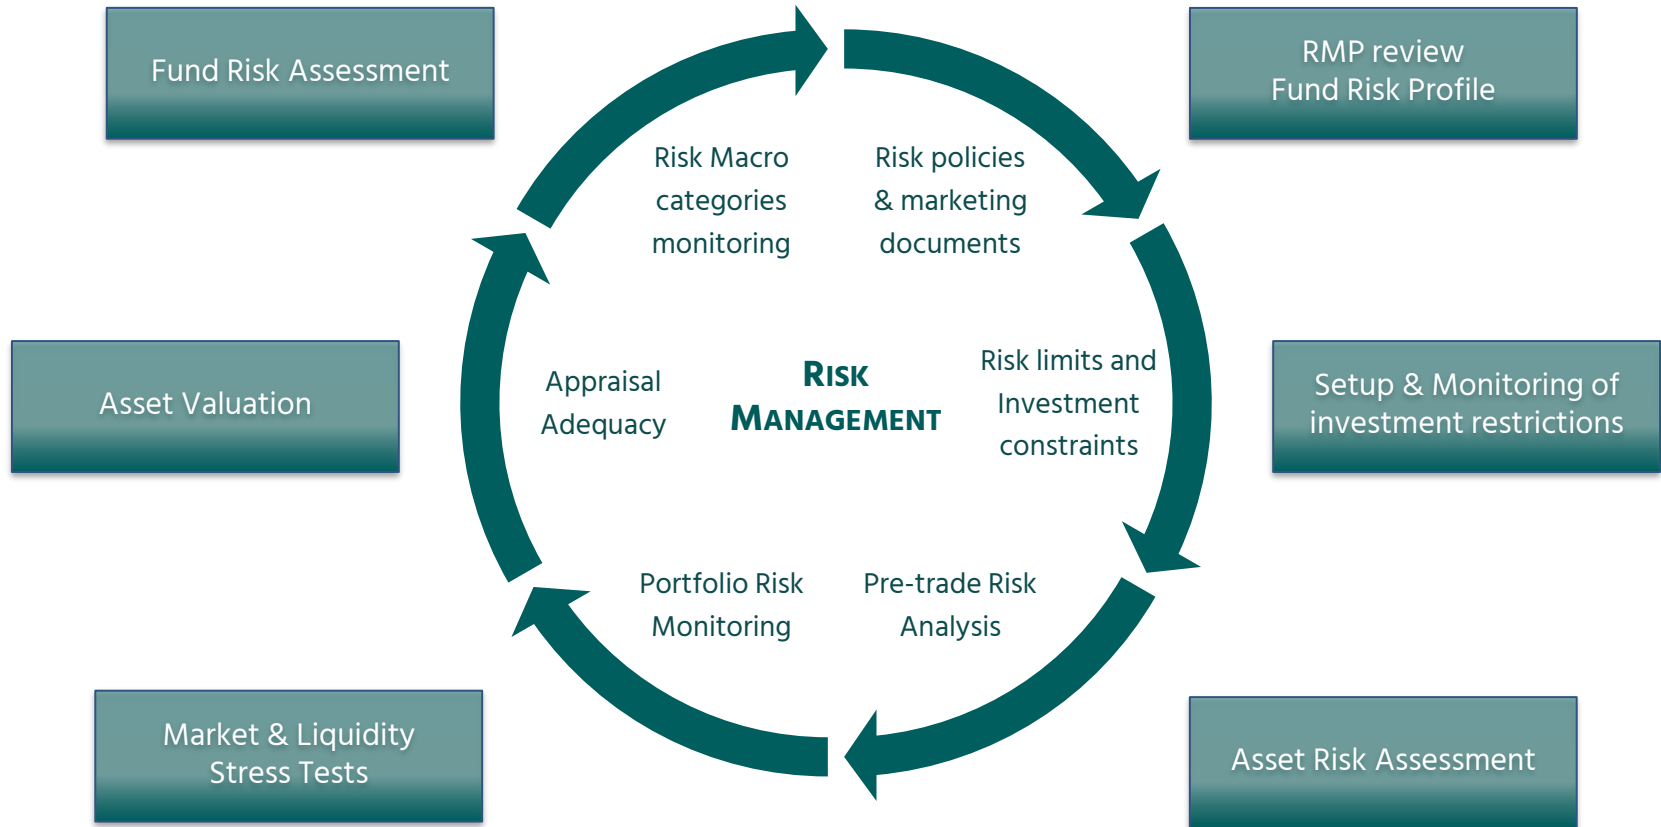 Fund Risk Assessment
RMP review
Fund Risk Profile
Risk Macro
categories
monitoring
Risk policies
& marketing
documents
Asset Valuation
Appraisal
Adequacy
RISK
MANAGEMENT
Risk limits and
Investment
constraints
Setup & Monitoring of
investment restrictions
Portfolio Risk
Monitoring
Pre-trade Risk
Analysis
Market & Liquidity
Stress Tests
Asset Risk Assessment